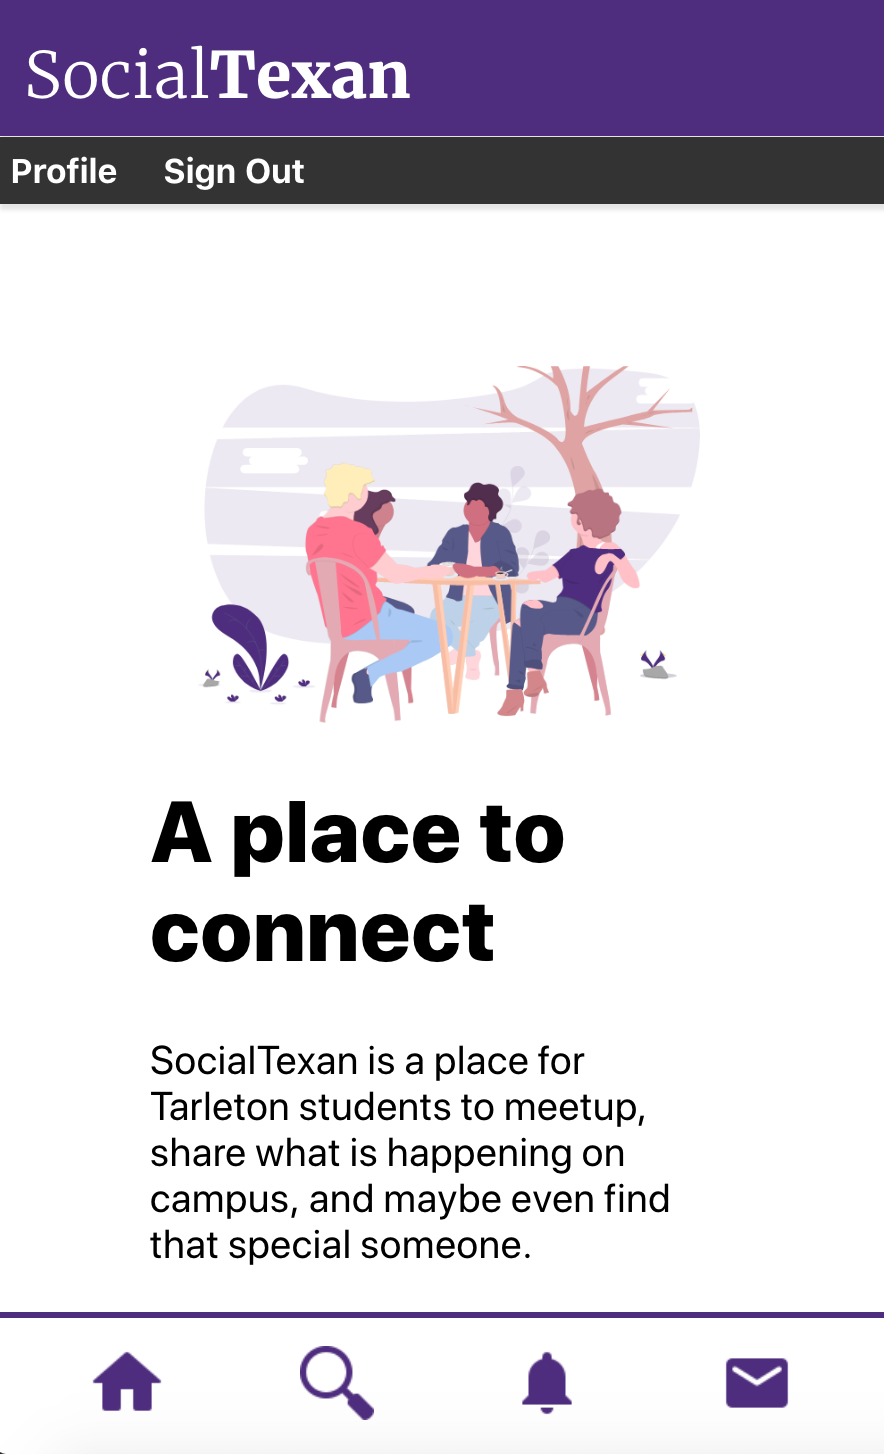 SocialTexan
Profile Sign Out
A place to
connect
SocialTexan is a place for
Tarleton students to meetup,
share what is happening on
campus, and maybe even find
that special someone.